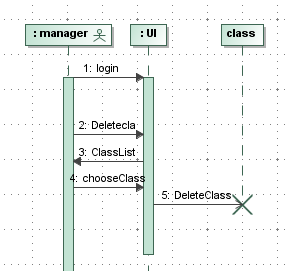 : manager
: UI
class
1: login
2: Deletecla
3: ClassList
4: chooseClass
5: DeleteClass